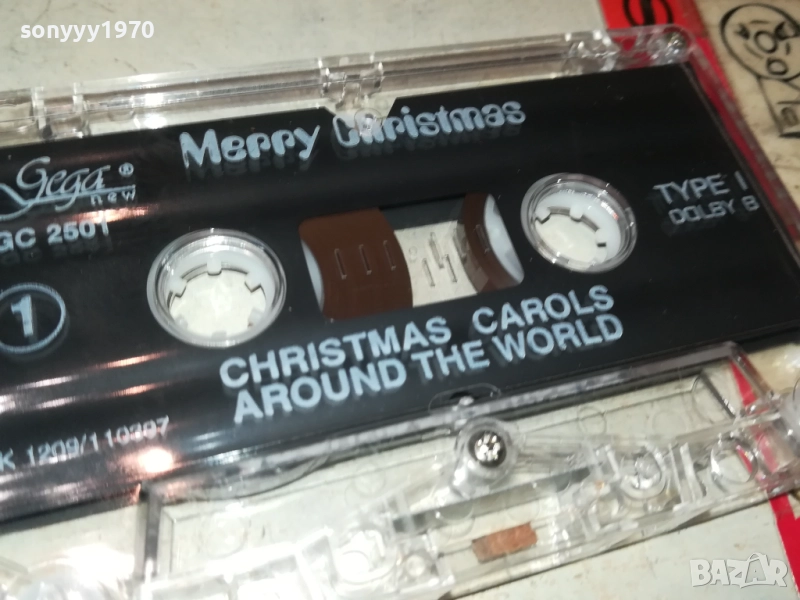 sonyyy1970
Merry Christmas
Gega ®
new
GC 2501
TYPE I
DOLBY B
1
CHRISTMAS CAROLS
AROUND THE WORLD
K 1209/110397
BAZAR